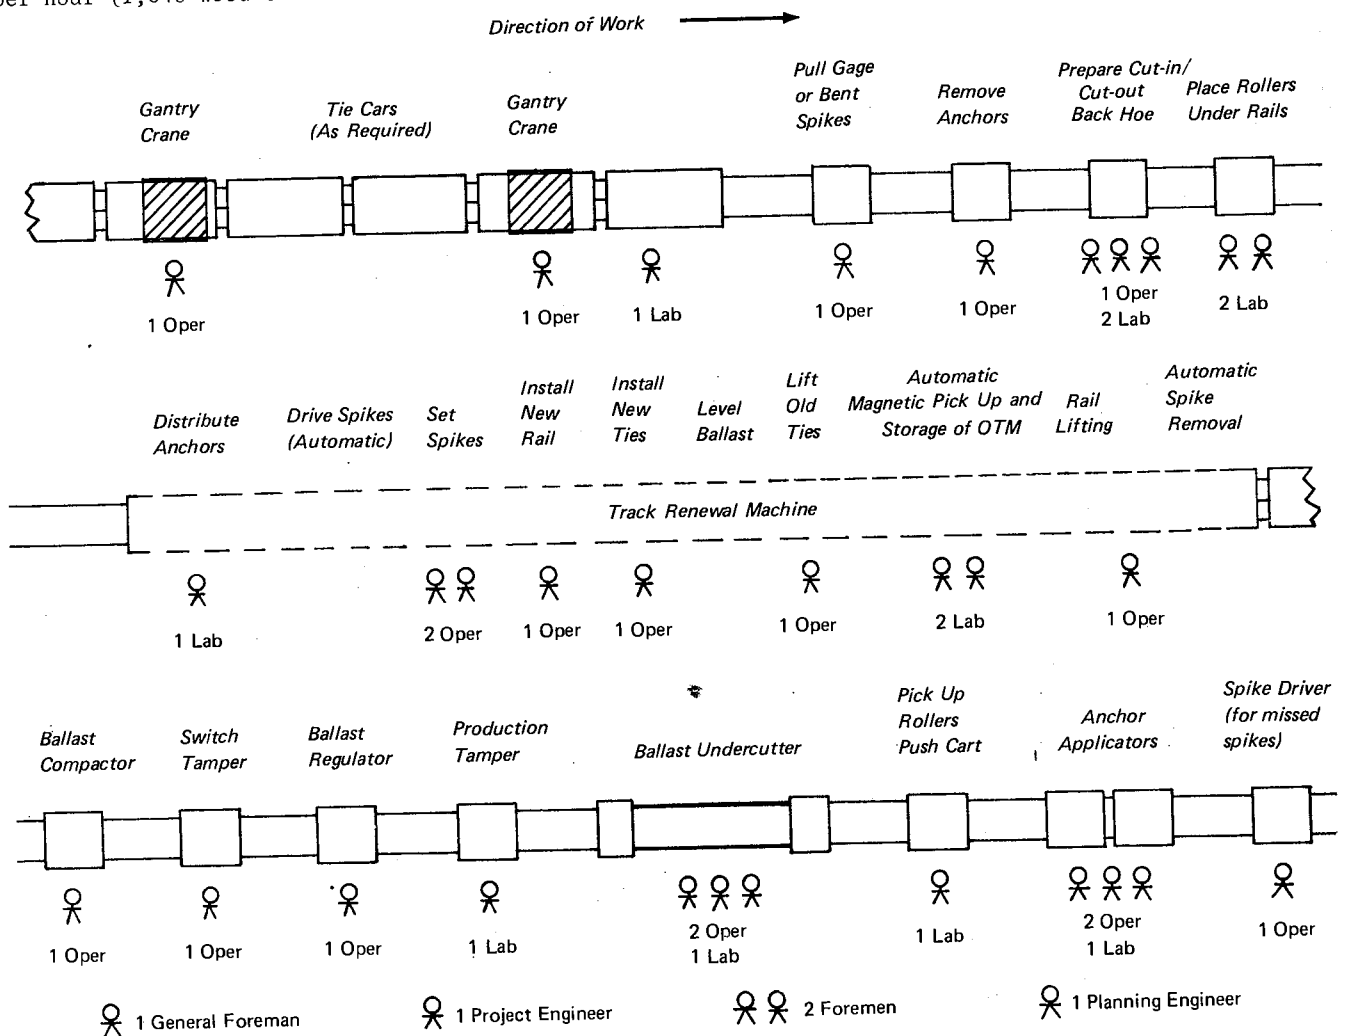 per hour (1,
Direction of Work
Gantry
Crane
Tie Cars
(As Required)
Gantry
Crane
Pull Gage
or Bent
Spikes
Remove
Anchors
Prepare Cut-in/
Cut-out
Back Hoe
Place Rollers
Under Rails
1 Oper
1 Oper
1 Lab
1 Oper
1 Oper
1 Oper
2 Lab
2 Lab
Distribute
Anchors
Drive Spikes
(Automatic)
Set
Spikes
Install
New
Rail
Install
New
Ties
Level
Ballast
Lift
Old
Ties
Automatic
Magnetic Pick Up and
Storage of OTM
Rail
Lifting
Automatic
Spike
Removal
Track Renewal Machine
1 Lab
2 Oper
1 Oper
1 Oper
1 Oper
2 Lab
1 Oper
Ballast
Compactor
Switch
Tamper
Ballast
Regulator
Production
Tamper
Ballast Undercutter
Pick Up
Rollers
Push Cart
Anchor
Applicators
Spike Driver
(for missed
spikes)
1 Oper
1 Oper
1 Oper
1 Lab
2 Oper
1 Lab
1 Lab
2 Oper
1 Lab
1 Oper
1 General Foreman
1 Project Engineer
2 Foremen
1 Planning Engineer